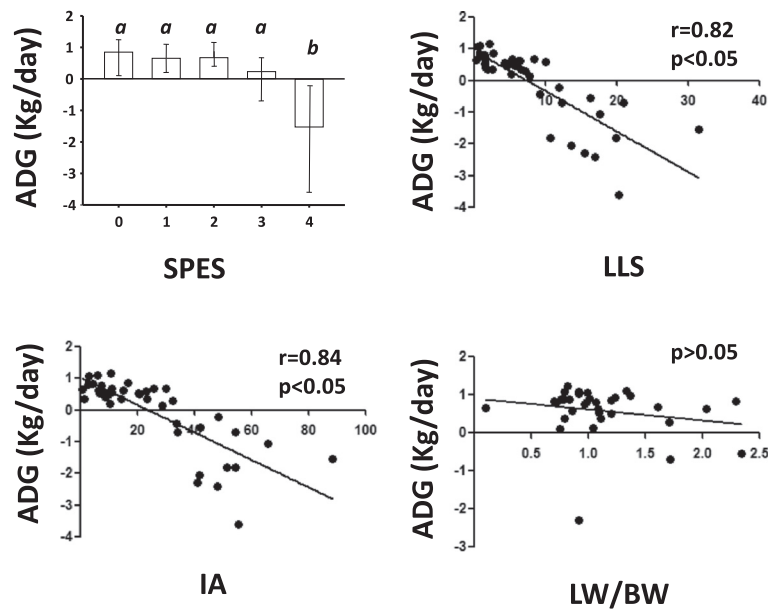 ADG (Kg/day)
2
1
0
-1
-2
-3
-4
a a a a b
0 1 2 3 4
SPES
ADG (Kg/day)
2
1
0
-1
-2
-3
-4
10 20 30 40
r=0.82
p<0.05
LLS
ADG (Kg/day)
2
1
0
-1
-2
-3
-4
20 40 60 80 100
r=0.84
p<0.05
IA
ADG (Kg/day)
2
1
0
-1
-2
-3
0.5 1.0 1.5 2.0 2.5
p>0.05
LW/BW